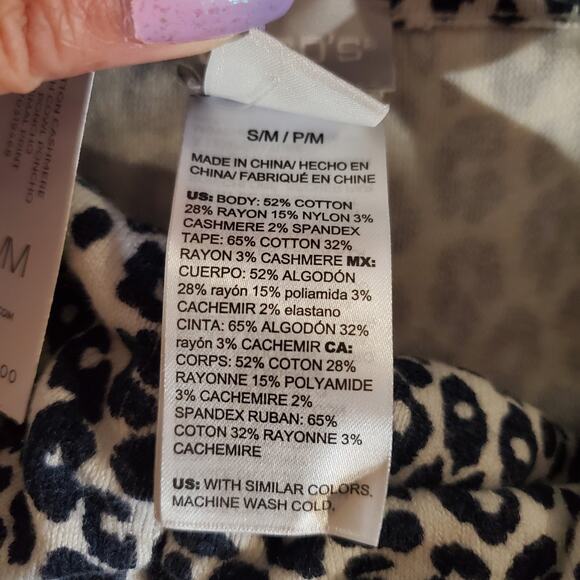 S/M / P/M
MADE IN CHINA/ HECHO EN
CHINA/ FABRIQUÉ EN CHINE
US: BODY: 52% COTTON
28% RAYON 15% NYLON 3%
CASHMERE 2% SPANDEX
TAPE: 65% COTTON 32%
RAYON 3% CASHMERE MX:
CUERPO: 52% ALGODÓN
28% rayón 15% poliamida 3%
CACHEMIR 2% elastano
CINTA: 65% ALGODÓN 32%
rayón 3% CACHEMIR CA:
CORPS: 52% COTON 28%
RAYONNE 15% POLYAMIDE
3% CACHEMIRE 2%
SPANDEX RUBAN: 65%
COTON 32% RAYONNE 3%
CACHEMIRE
US: WITH SIMILAR COLORS,
MACHINE WASH COLD.
CASHMERE
PONCHO